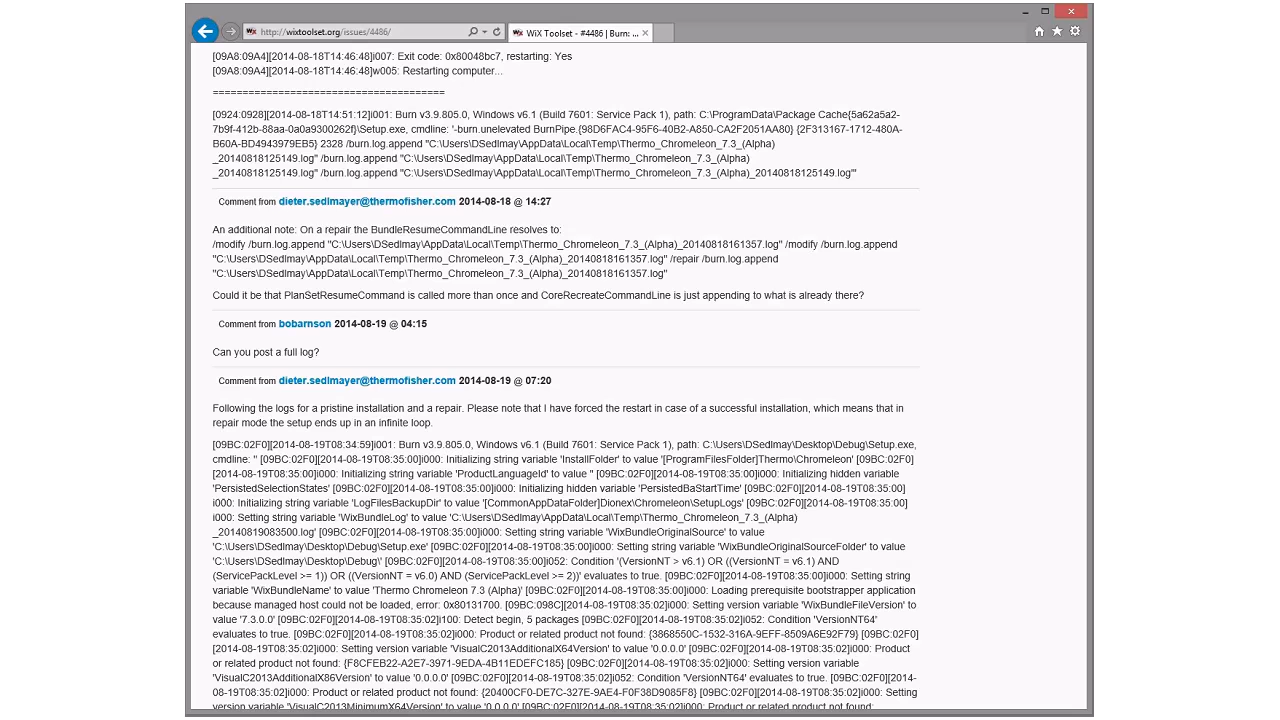 http://wixtoolset.org/issues/4486/
WiX Toolset - #4486 | Burn: ...
[09A8:09A4][2014-08-18T14:46:48]i007: Exit code: 0x80048bc7, restarting: Yes
[09A8:09A4][2014-08-18T14:46:48]w005: Restarting computer...
=======================================
[0924:0928][2014-08-18T14:51:12]i001: Burn v3.9.805.0, Windows v6.1 (Build 7601: Service Pack 1), path: C:\ProgramData\Package Cache{5a62a5a2-
7b9f-412b-88aa-0a0a9300262f}\Setup.exe, cmdline: '-burn.unelevated BurnPipe.{98D6FAC4-95F6-40B2-A850-CA2F2051AA80} {2F313167-1712-480A-
B60A-BD4943979EB5} 2328 /burn.log.append "C:\Users\DSedlmay\AppData\Local\Temp\Thermo_Chromeleon_7.3_(Alpha)
_20140818125149.log" /burn.log.append "C:\Users\DSedlmay\AppData\Local\Temp\Thermo_Chromeleon_7.3_(Alpha)
_20140818125149.log" /burn.log.append "C:\Users\DSedlmay\AppData\Local\Temp\Thermo_Chromeleon_7.3_(Alpha)_20140818125149.log"'
Comment from dieter.sedlmayer@thermofisher.com 2014-08-18 @ 14:27
An additional note: On a repair the BundleResumeCommandLine resolves to:
/modify /burn.log.append "C:\Users\DSedlmay\AppData\Local\Temp\Thermo_Chromeleon_7.3_(Alpha)_20140818161357.log" /modify /burn.log.append
"C:\Users\DSedlmay\AppData\Local\Temp\Thermo_Chromeleon_7.3_(Alpha)_20140818161357.log" /repair /burn.log.append
"C:\Users\DSedlmay\AppData\Local\Temp\Thermo_Chromeleon_7.3_(Alpha)_20140818161357.log"
Could it be that PlanSetResumeCommand is called more than once and CoreRecreateCommandLine is just appending to what is already there?
Comment from bobarnson 2014-08-19 @ 04:15
Can you post a full log?
Comment from dieter.sedlmayer@thermofisher.com 2014-08-19 @ 07:20
Following the logs for a pristine installation and a repair. Please note that I have forced the restart in case of a successful installation, which means that in
repair mode the setup ends up in an infinite loop.
[09BC:02F0][2014-08-19T08:34:59]i001: Burn v3.9.805.0, Windows v6.1 (Build 7601: Service Pack 1), path: C:\Users\DSedlmay\Desktop\Debug\Setup.exe,
cmdline: '' [09BC:02F0][2014-08-19T08:35:00]i000: Initializing string variable 'InstallFolder' to value '[ProgramFilesFolder]Thermo\Chromeleon' [09BC:02F0]
[2014-08-19T08:35:00]i000: Initializing string variable 'ProductLanguageId' to value '' [09BC:02F0][2014-08-19T08:35:00]i000: Initializing hidden variable
'PersistedSelectionStates' [09BC:02F0][2014-08-19T08:35:00]i000: Initializing hidden variable 'PersistedBaStartTime' [09BC:02F0][2014-08-19T08:35:00]
i000: Initializing string variable 'LogFilesBackupDir' to value '[CommonAppDataFolder]Dionex\Chromeleon\SetupLogs' [09BC:02F0][2014-08-19T08:35:00]
i000: Setting string variable 'WixBundleLog' to value 'C:\Users\DSedlmay\AppData\Local\Temp\Thermo_Chromeleon_7.3_(Alpha)
_20140819083500.log' [09BC:02F0][2014-08-19T08:35:00]i000: Setting string variable 'WixBundleOriginalSource' to value
'C:\Users\DSedlmay\Desktop\Debug\Setup.exe' [09BC:02F0][2014-08-19T08:35:00]i000: Setting string variable 'WixBundleOriginalSourceFolder' to value
'C:\Users\DSedlmay\Desktop\Debug\' [09BC:02F0][2014-08-19T08:35:00]i052: Condition '(VersionNT > v6.1) OR ((VersionNT = v6.1) AND
(ServicePackLevel >= 1)) OR ((VersionNT = v6.0) AND (ServicePackLevel >= 2))' evaluates to true. [09BC:02F0][2014-08-19T08:35:00]i000: Setting string
variable 'WixBundleName' to value 'Thermo Chromeleon 7.3 (Alpha)' [09BC:02F0][2014-08-19T08:35:00]i000: Loading prerequisite bootstrapper application
because managed host could not be loaded, error: 0x80131700. [09BC:098C][2014-08-19T08:35:02]i000: Setting version variable 'WixBundleFileVersion' to
value '7.3.0.0' [09BC:02F0][2014-08-19T08:35:02]i100: Detect begin, 5 packages [09BC:02F0][2014-08-19T08:35:02]i052: Condition 'VersionNT64'
evaluates to true. [09BC:02F0][2014-08-19T08:35:02]i000: Product or related product not found: {3868550C-1532-316A-9EFF-8509A6E92F79} [09BC:02F0]
[2014-08-19T08:35:02]i000: Setting version variable 'VisualC2013AdditionalX64Version' to value '0.0.0.0' [09BC:02F0][2014-08-19T08:35:02]i000: Product
or related product not found: {F8CFEB22-A2E7-3971-9EDA-4B11EDEFC185} [09BC:02F0][2014-08-19T08:35:02]i000: Setting version variable
'VisualC2013AdditionalX86Version' to value '0.0.0.0' [09BC:02F0][2014-08-19T08:35:02]i052: Condition 'VersionNT64' evaluates to true. [09BC:02F0][2014-
08-19T08:35:02]i000: Product or related product not found: {20400CF0-DE7C-327E-9AE4-F0F38D9085F8} [09BC:02F0][2014-08-19T08:35:02]i000: Setting
version variable 'VisualC2013MinimumX64Version' to value '0.0.0.0' [09BC:02F0][2014-08-19T08:35:02]i000: Product or related product not found: